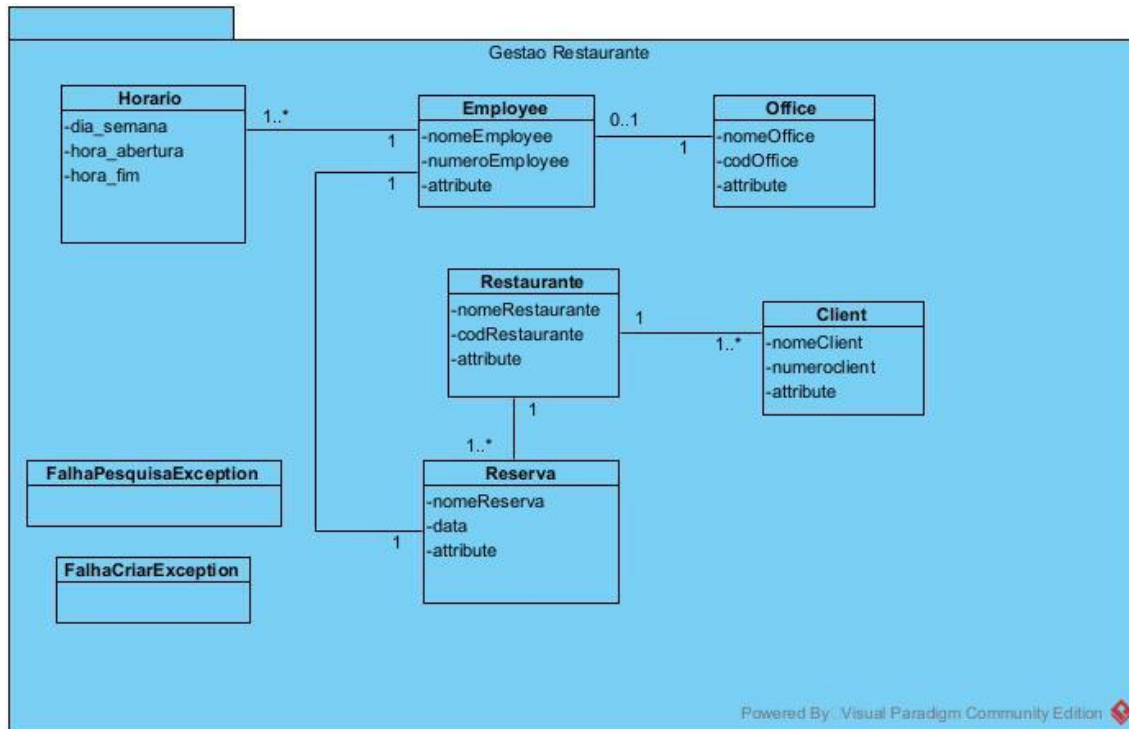 Gestao Restaurante
Horario
-dia_semana
-hora_abertura
-hora_fim
1..*
1
Employee
-nomeEmployee
-numeroEmployee
-attribute
1
0..1
1
Office
-nomeOffice
-codOffice
-attribute
Restaurante
-nomeRestaurante
-codRestaurante
-attribute
1
1..*
Client
-nomeClient
-numeroclient
-attribute
1
1..*
Reserva
-nomeReserva
-data
-attribute
1
FalhaPesquisaException
FalhaCriarException
Powered By Visual Paradigm Community Edition